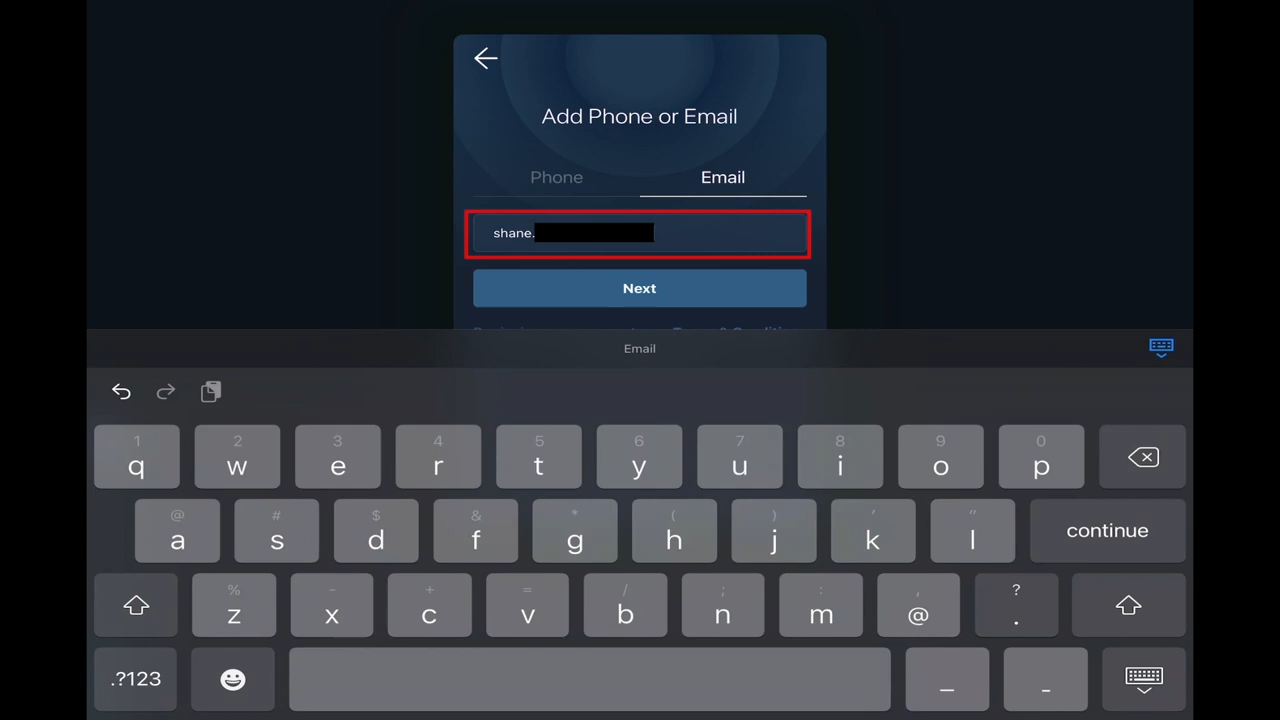 Add Phone or Email
Phone Email
shane.
Next
Email
1 2 3 4 5 6 7 8 9 0
q w e r t y u i o p
@ # $ & * ( ) ' "
a s d f g h j k l continue
% - + = / ; : , ?
z x c v b n m @ .
.?123 _ -